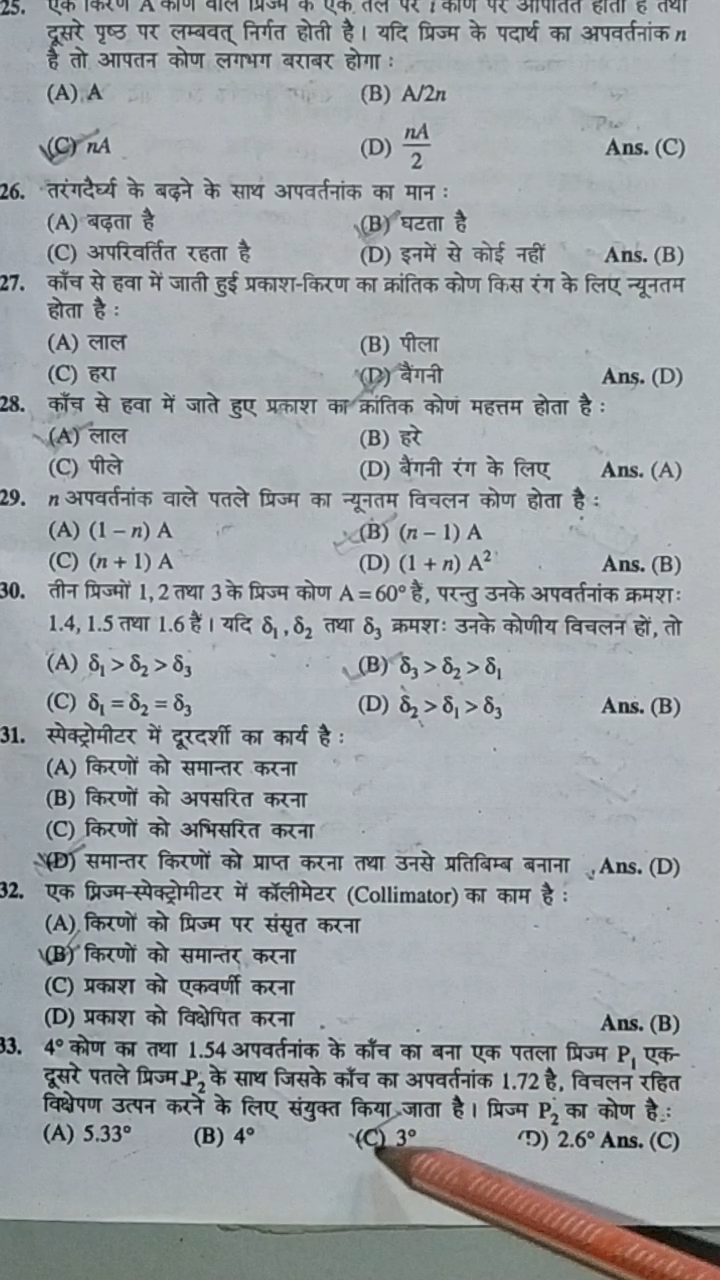 25. एक किरण A कोण वाले प्रिज्म के एक तल पर i कोण पर आपतित होती है तथा
दूसरे पृष्ठ पर लम्बवत् निर्गत होती है। यदि प्रिज्म के पदार्थ का अपवर्तनांक n
है तो आपतन कोण लगभग बराबर होगा :
(A) A (B) A/2n
(C) nA (D) nA/2 Ans. (C)
26. तरंगदैर्घ्य के बढ़ने के साथ अपवर्तनांक का मान :
(A) बढ़ता है (B) घटता है
(C) अपरिवर्तित रहता है (D) इनमें से कोई नहीं Ans. (B)
27. काँच से हवा में जाती हुई प्रकाश-किरण का क्रांतिक कोण किस रंग के लिए न्यूनतम
होता है :
(A) लाल (B) पीला
(C) हरा (D) बैंगनी Ans. (D)
28. काँच से हवा में जाते हुए प्रकाश का क्रांतिक कोण महत्तम होता है :
(A) लाल (B) हरे
(C) पीले (D) बैंगनी रंग के लिए Ans. (A)
29. n अपवर्तनांक वाले पतले प्रिज्म का न्यूनतम विचलन कोण होता है :
(A) (1 – n) A (B) (n – 1) A
(C) (n + 1) A (D) (1 + n) A² Ans. (B)
30. तीन प्रिज्मों 1, 2 तथा 3 के प्रिज्म कोण A = 60° हैं, परन्तु उनके अपवर्तनांक क्रमशः
1.4, 1.5 तथा 1.6 हैं। यदि δ₁, δ₂ तथा δ₃ क्रमशः उनके कोणीय विचलन हों, तो
(A) δ₁ > δ₂ > δ₃ (B) δ₃ > δ₂ > δ₁
(C) δ₁ = δ₂ = δ₃ (D) δ₂ > δ₁ > δ₃ Ans. (B)
31. स्पेक्ट्रोमीटर में दूरदर्शी का कार्य है :
(A) किरणों को समान्तर करना
(B) किरणों को अपसरित करना
(C) किरणों को अभिसरित करना
(D) समान्तर किरणों को प्राप्त करना तथा उनसे प्रतिबिम्ब बनाना Ans. (D)
32. एक प्रिज्म-स्पेक्ट्रोमीटर में कॉलीमेटर (Collimator) का काम है :
(A) किरणों को प्रिज्म पर संसृत करना
(B) किरणों को समान्तर करना
(C) प्रकाश को एकवर्णी करना
(D) प्रकाश को विक्षेपित करना Ans. (B)
33. 4° कोण का तथा 1.54 अपवर्तनांक के काँच का बना एक पतला प्रिज्म P₁ एक-
दूसरे पतले प्रिज्म P₂ के साथ जिसके काँच का अपवर्तनांक 1.72 है, विचलन रहित
विक्षेपण उत्पन करने के लिए संयुक्त किया जाता है। प्रिज्म P₂ का कोण है :
(A) 5.33° (B) 4° (C) 3° (D) 2.6° Ans. (C)